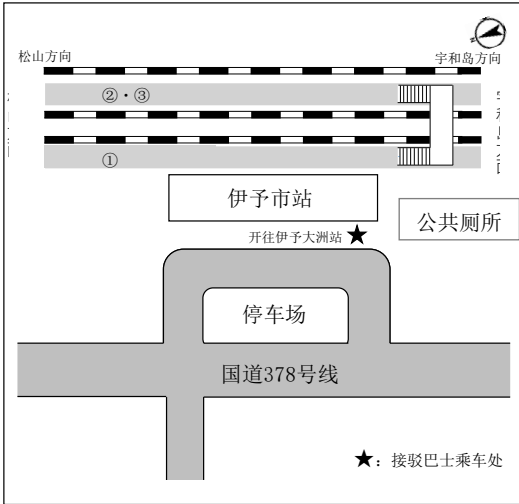 松山方向
宇和岛方向
②・③
①
伊予市站
公共厕所
开往伊予大洲站 ★
停车场
国道378号线
★：接驳巴士乘车处